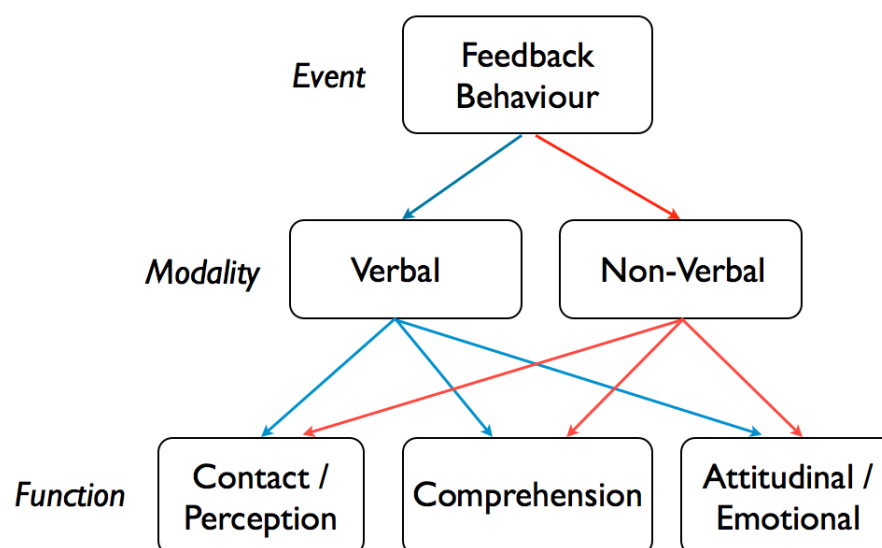 Event
Feedback
Behaviour
Modality
Verbal
Non-Verbal
Function
Contact /
Perception
Comprehension
Attitudinal /
Emotional